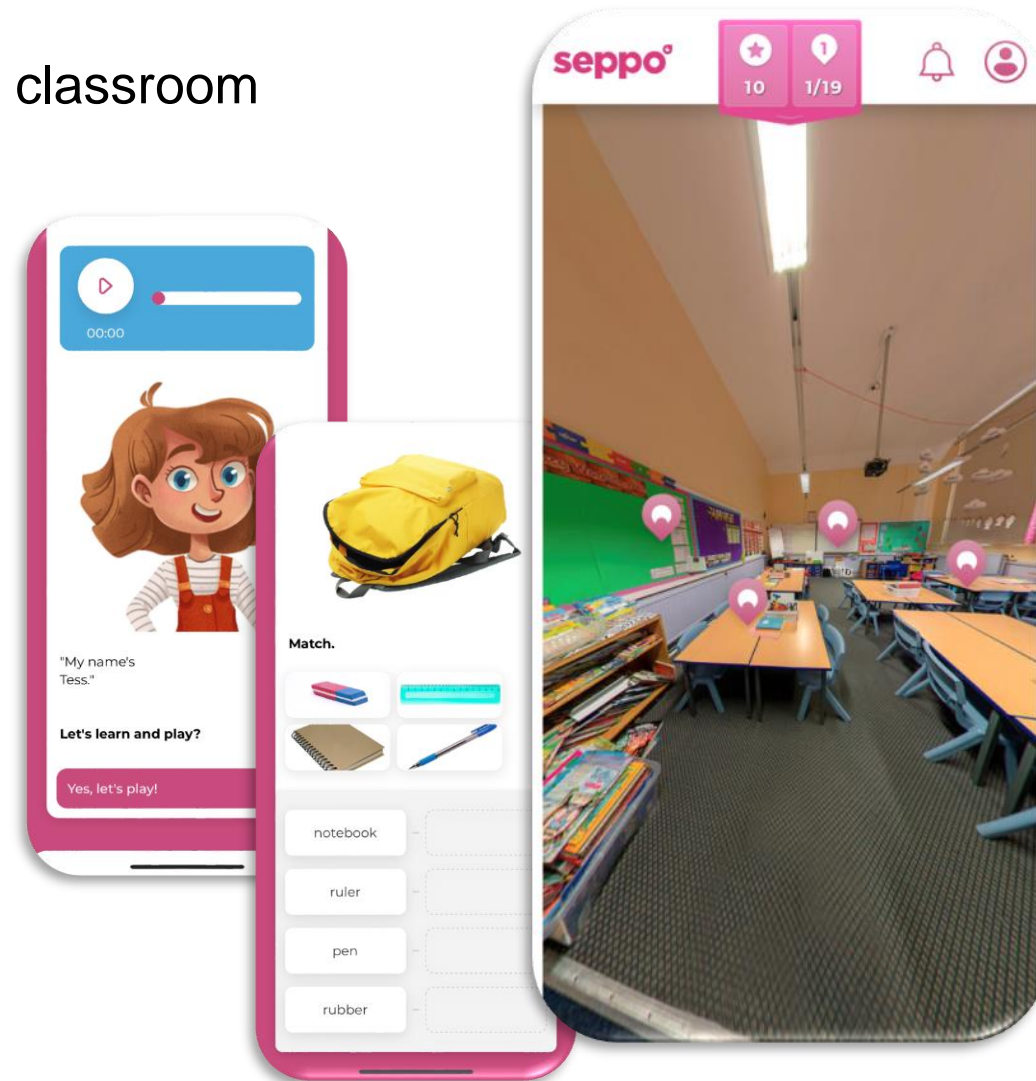 classroom
seppo
10
1/19
1
00:00
"My name's
Tess."
Let's learn and play?
Yes, let's play!
Match.
notebook
ruler
pen
rubber